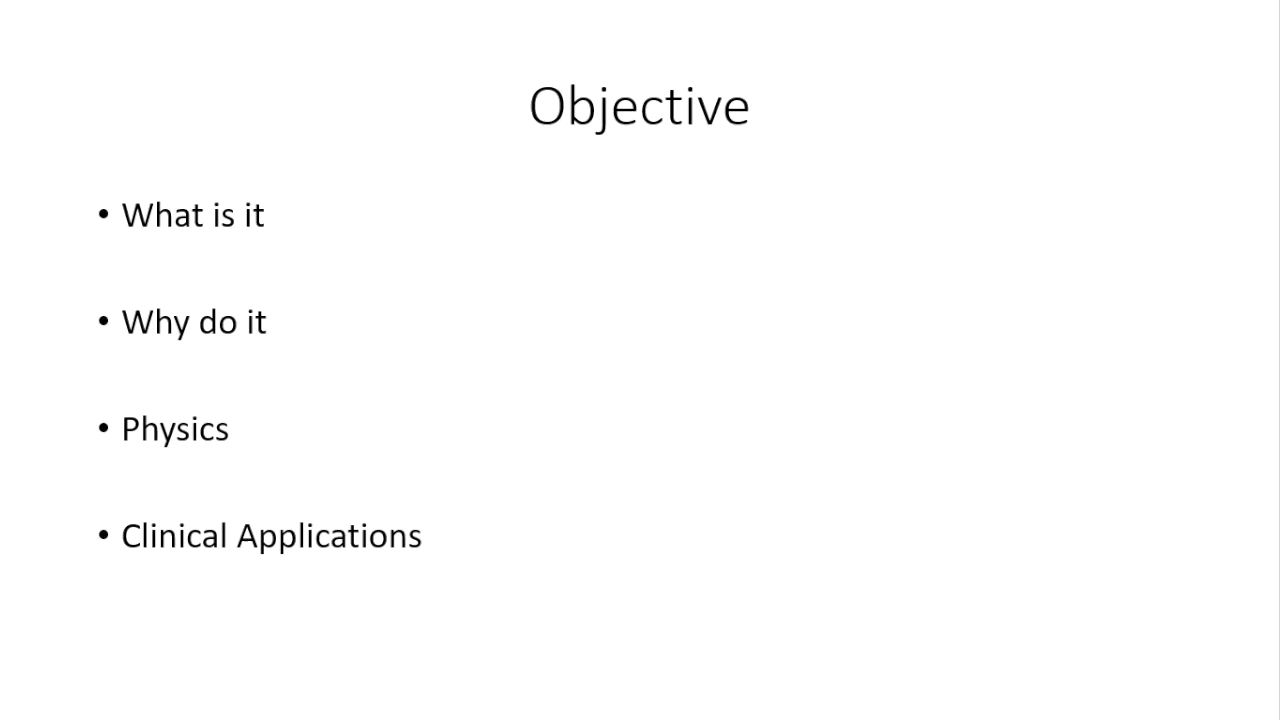 Objective
• What is it
• Why do it
• Physics
• Clinical Applications